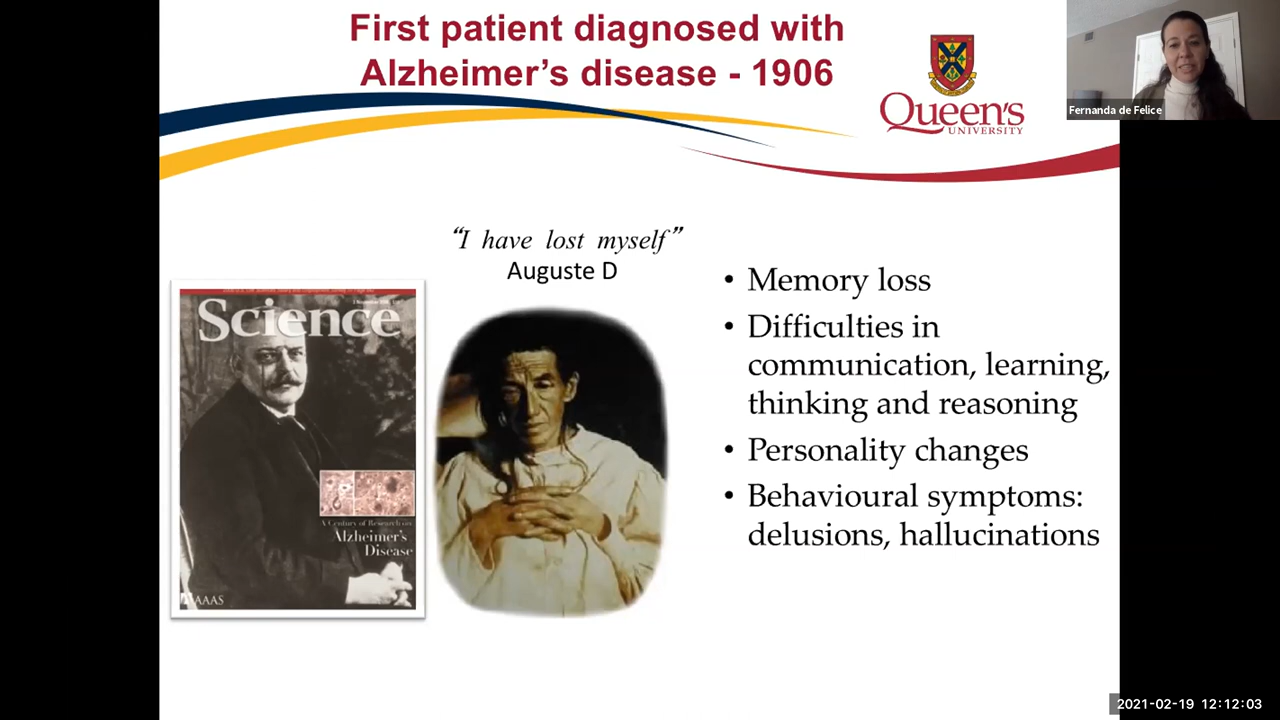 First patient diagnosed with
Alzheimer’s disease - 1906
Queen's
UNIVERSITY
Fernanda de Felice
“I have lost myself”
Auguste D
Science
A Century of Research on
Alzheimer's
Disease
AAAS
• Memory loss
• Difficulties in
communication, learning,
thinking and reasoning
• Personality changes
• Behavioural symptoms:
delusions, hallucinations
2021-02-19 12:12:03